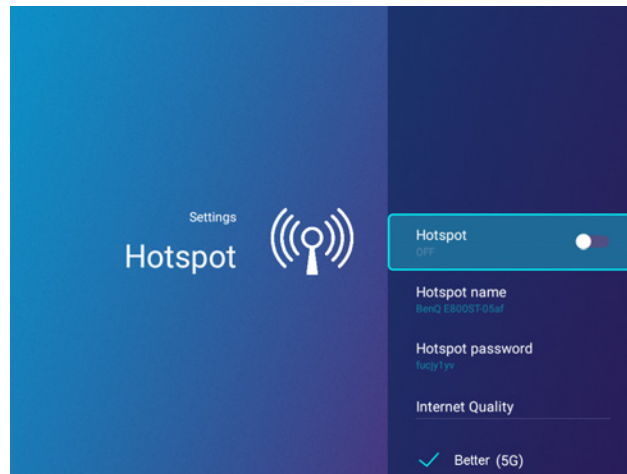 Settings
Hotspot
Hotspot
OFF
Hotspot name
BenQ E800ST-05af
Hotspot password
fucjy1yv
Internet Quality
Better (5G)